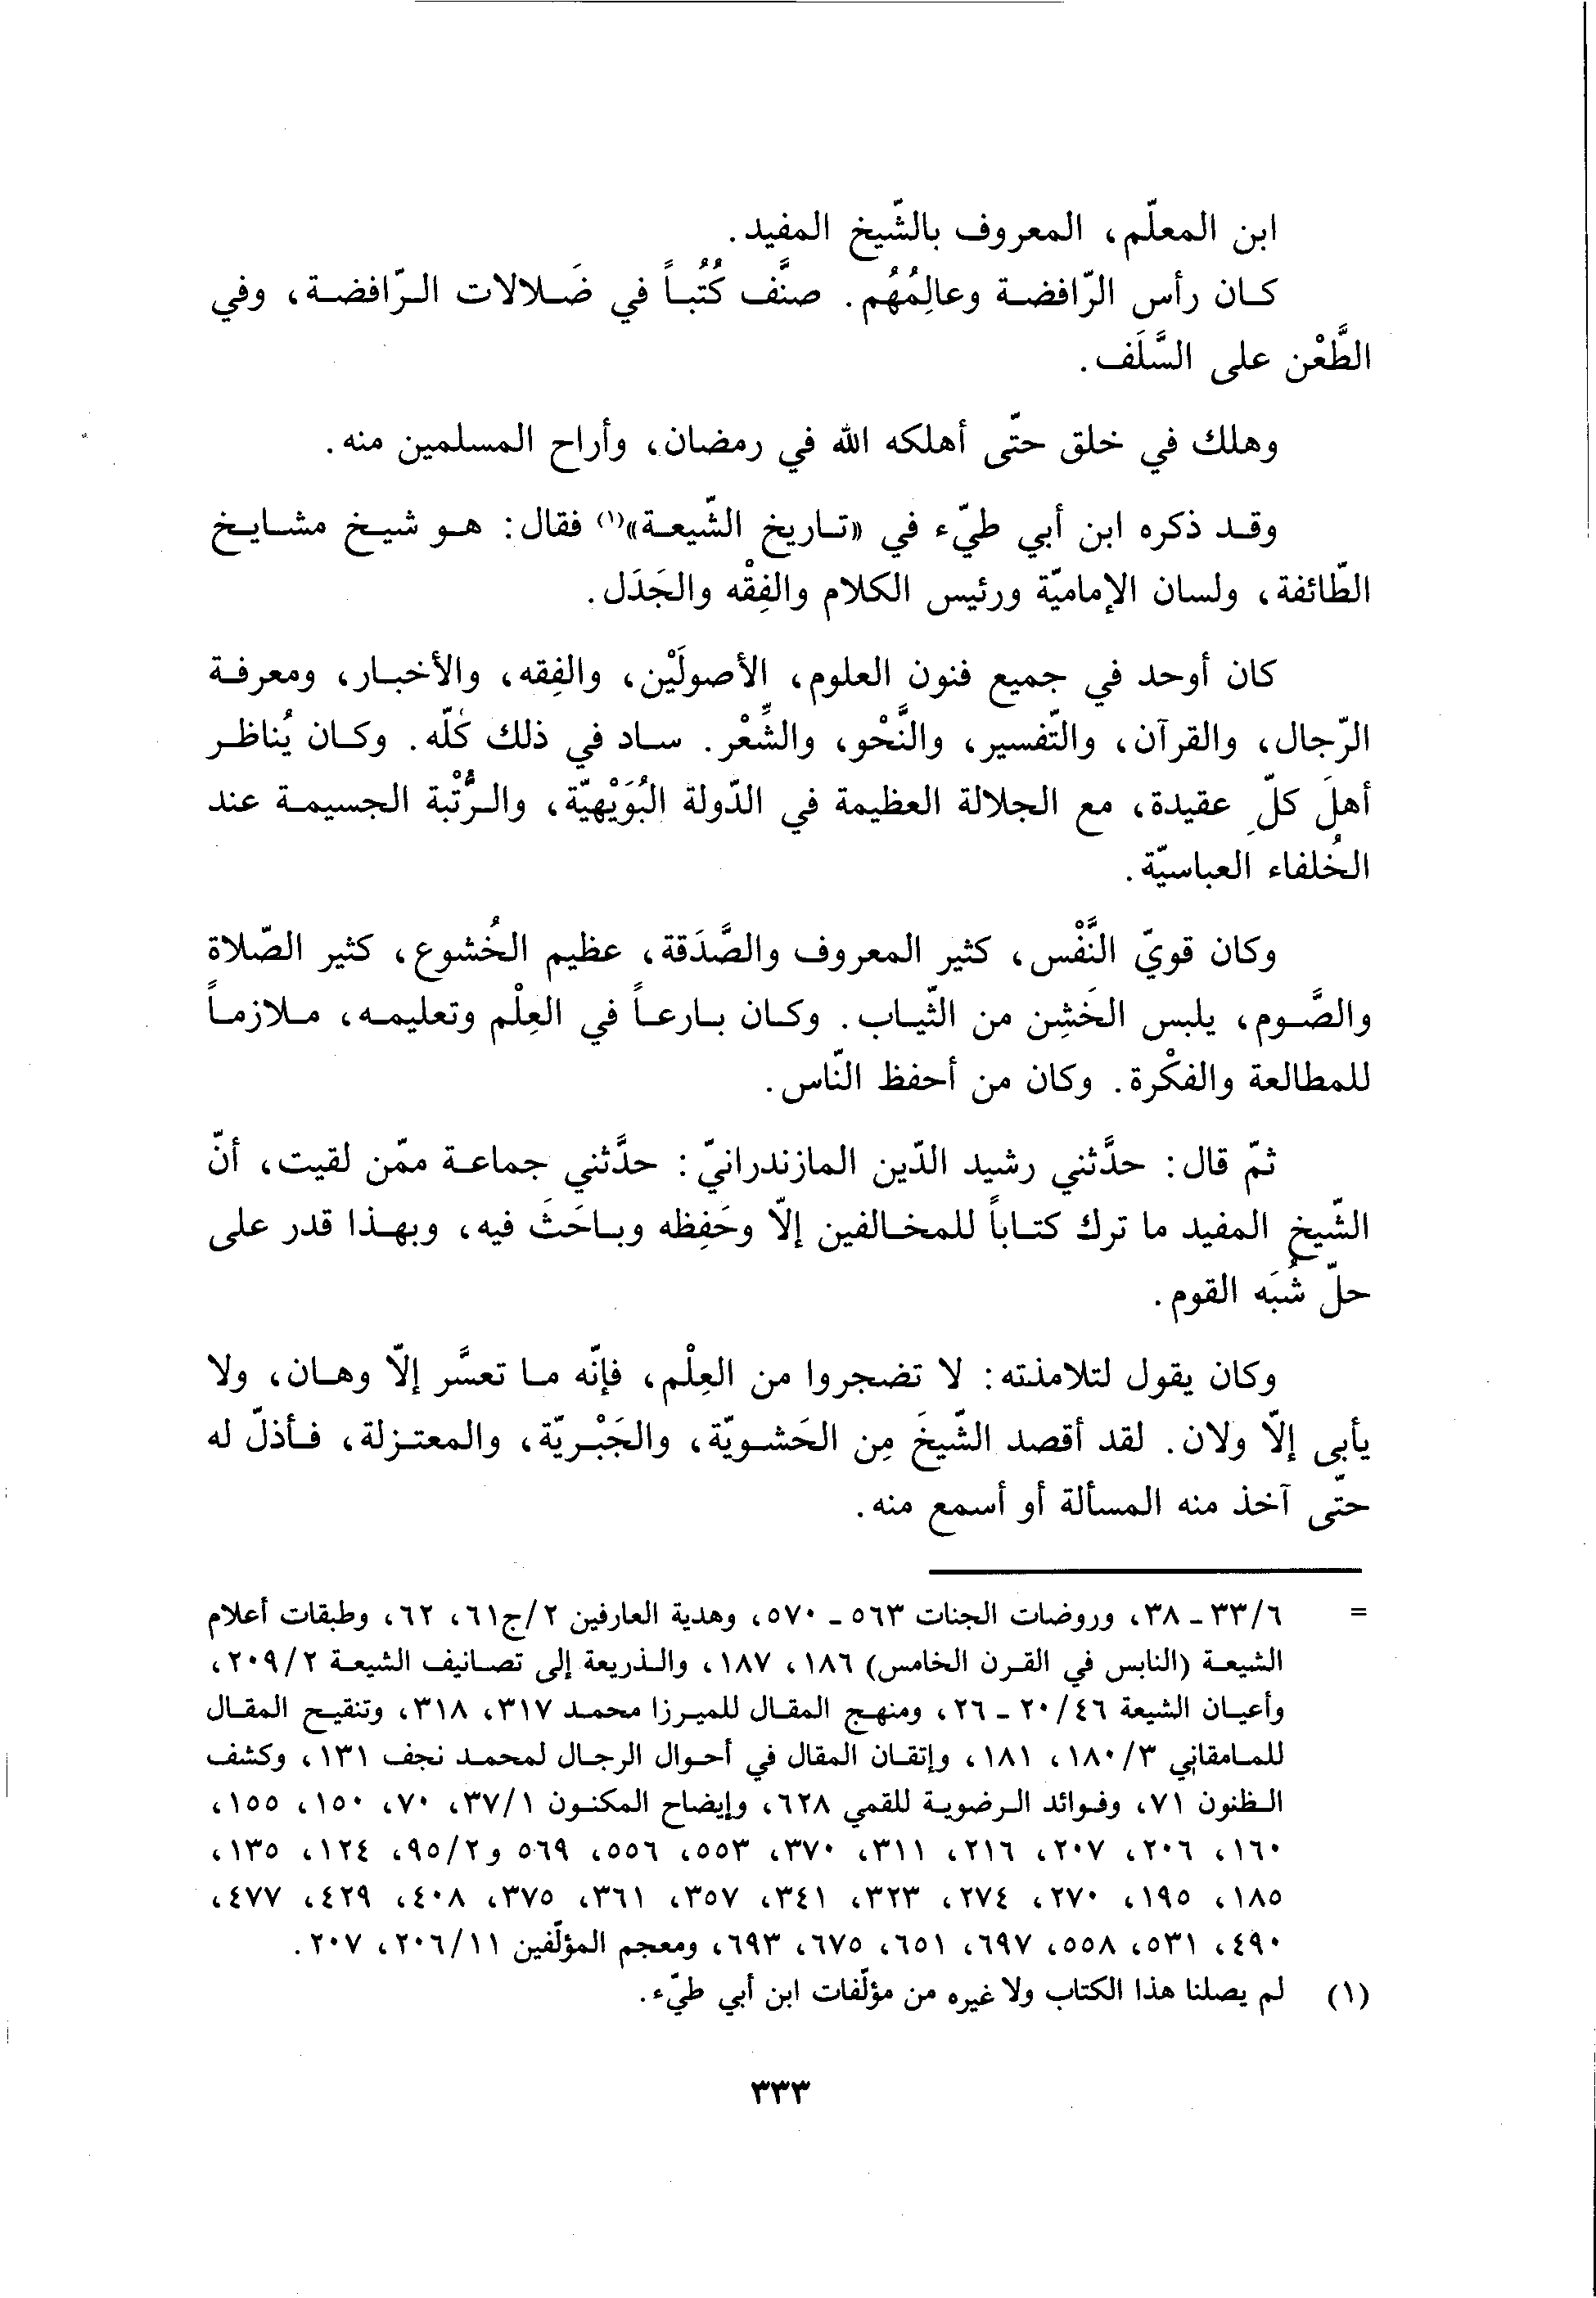 ابن المعلّم، المعروف بالشّيخ المفيد.
كان رأس الرّافضة وعالِمُهُم. صنَّف كُتُباً في ضَلالات الرّافضة، وفي
الطَّعْن على السَّلَف.
وهلك في خلق حتّى أهلكه الله في رمضان، وأراح المسلمين منه.
وقد ذكره ابن أبي طيّء في «تاريخ الشّيعة»(١) فقال: هو شيخ مشايخ
الطّائفة، ولسان الإماميّة ورئيس الكلام والفِقْه والجَدَل.
كان أوحد في جميع فنون العلوم، الأصولَيْن، والفِقه، والأخبار، ومعرفة
الرّجال، والقرآن، والتّفسير، والنَّحْو، والشِّعْر. ساد في ذلك كلّه. وكان يُناظر
أهلَ كلّ عقيدة، مع الجلالة العظيمة في الدّولة البُوَيْهيّة، والرُّتْبة الجسيمة عند
الخُلفاء العباسيّة.
وكان قويّ النَّفْس، كثير المعروف والصَّدَقة، عظيم الخُشوع، كثير الصّلاة
والصَّوم، يلبس الخَشِن من الثّياب. وكان بارعاً في العِلْم وتعليمه، ملازماً
للمطالعة والفكْرة. وكان من أحفظ النّاس.
ثمّ قال: حدَّثني رشيد الدّين المازندرانيّ: حدَّثني جماعة ممّن لقيت، أنّ
الشّيخ المفيد ما ترك كتاباً للمخالفين إلّا وحَفِظه وباحَثَ فيه، وبهذا قدر على
حلّ شُبَه القوم.
وكان يقول لتلامذته: لا تضجروا من العِلْم، فإنّه ما تعسَّر إلّا وهان، ولا
يأبى إلّا ولان. لقد أقصد الشّيخَ مِن الحَشويّة، والجَبْريّة، والمعتزلة، فأذلّ له
حتّى آخذ منه المسألة أو أسمع منه.
= ٣٣/٦ - ٣٨، وروضات الجنات ٥٦٣ - ٥٧٠، وهدية العارفين ٢/ج٦١، ٦٢، وطبقات أعلام
الشيعة (النابس في القرن الخامس) ١٨٦، ١٨٧، والذريعة إلى تصانيف الشيعة ٢٠٩/٢،
وأعيان الشيعة ٢٠/٤٦ - ٢٦، ومنهج المقال للميرزا محمد ٣١٧، ٣١٨، وتنقيح المقال
للمامقاني ١٨٠/٣، ١٨١، وإتقان المقال في أحوال الرجال لمحمد نجف ١٣١، وكشف
الظنون ٧١، وفوائد الرضوية للقمي ٦٢٨، وإيضاح المكنون ٣٧/١، ٧٠، ١٥٠، ١٥٥،
١٦٠، ٢٠٦، ٢٠٧، ٢١٦، ٣١١، ٣٧٠، ٥٥٣، ٥٥٦، ٥٦٩ و٩٥/٢، ١٢٤، ١٣٥،
١٨٥، ١٩٥، ٢٧٠، ٢٧٤، ٣٢٣، ٣٤١، ٣٥٧، ٣٦١، ٣٧٥، ٤٠٨، ٤٢٩، ٤٧٧،
٤٩٠، ٥٣١، ٥٥٨، ٦٩٧، ٦٥١، ٦٧٥، ٦٩٣، ومعجم المؤلّفين ٢٠٦/١١، ٢٠٧.
(١) لم يصلنا هذا الكتاب ولا غيره من مؤلّفات ابن أبي طيّء.
٣٣٣